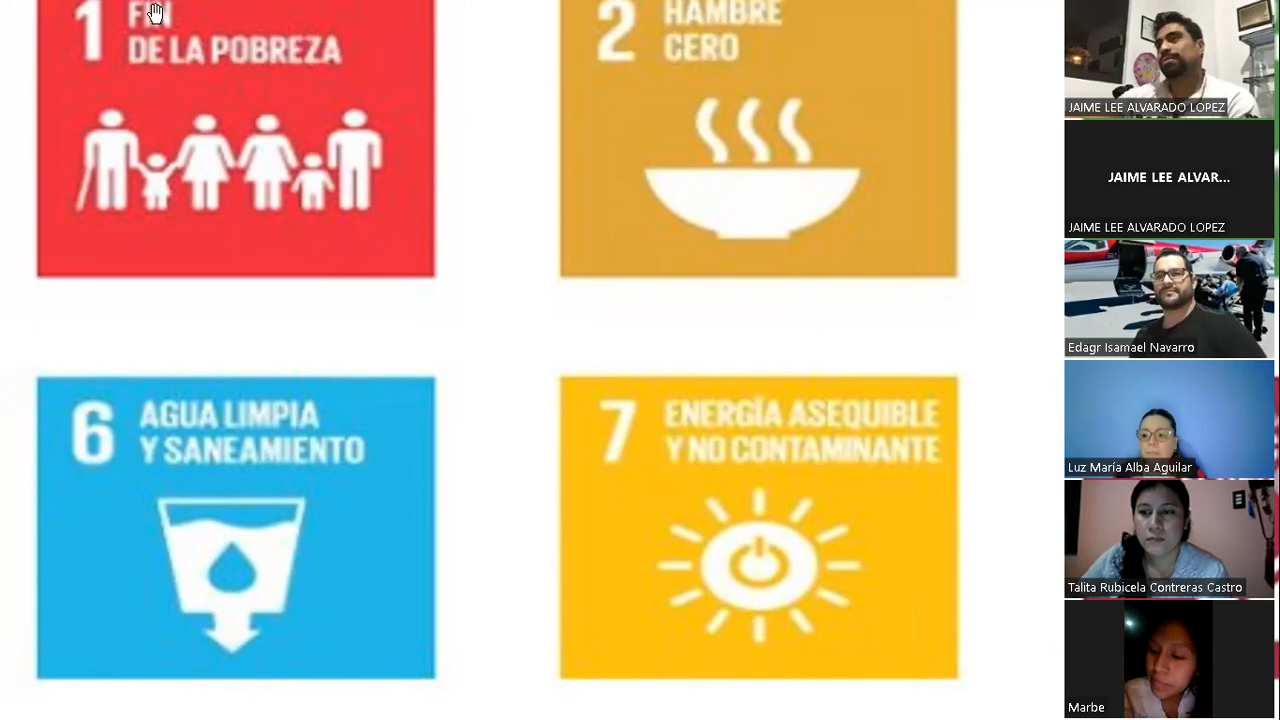 1 FIN
DE LA POBREZA
2 HAMBRE
CERO
6 AGUA LIMPIA
Y SANEAMIENTO
7 ENERGÍA ASEQUIBLE
Y NO CONTAMINANTE
JAIME LEE ALVARADO LOPEZ
JAIME LEE ALVAR...
JAIME LEE ALVARADO LOPEZ
Edagr Isamael Navarro
Luz María Alba Aguilar
Talita Rubicela Contreras Castro
Marbe